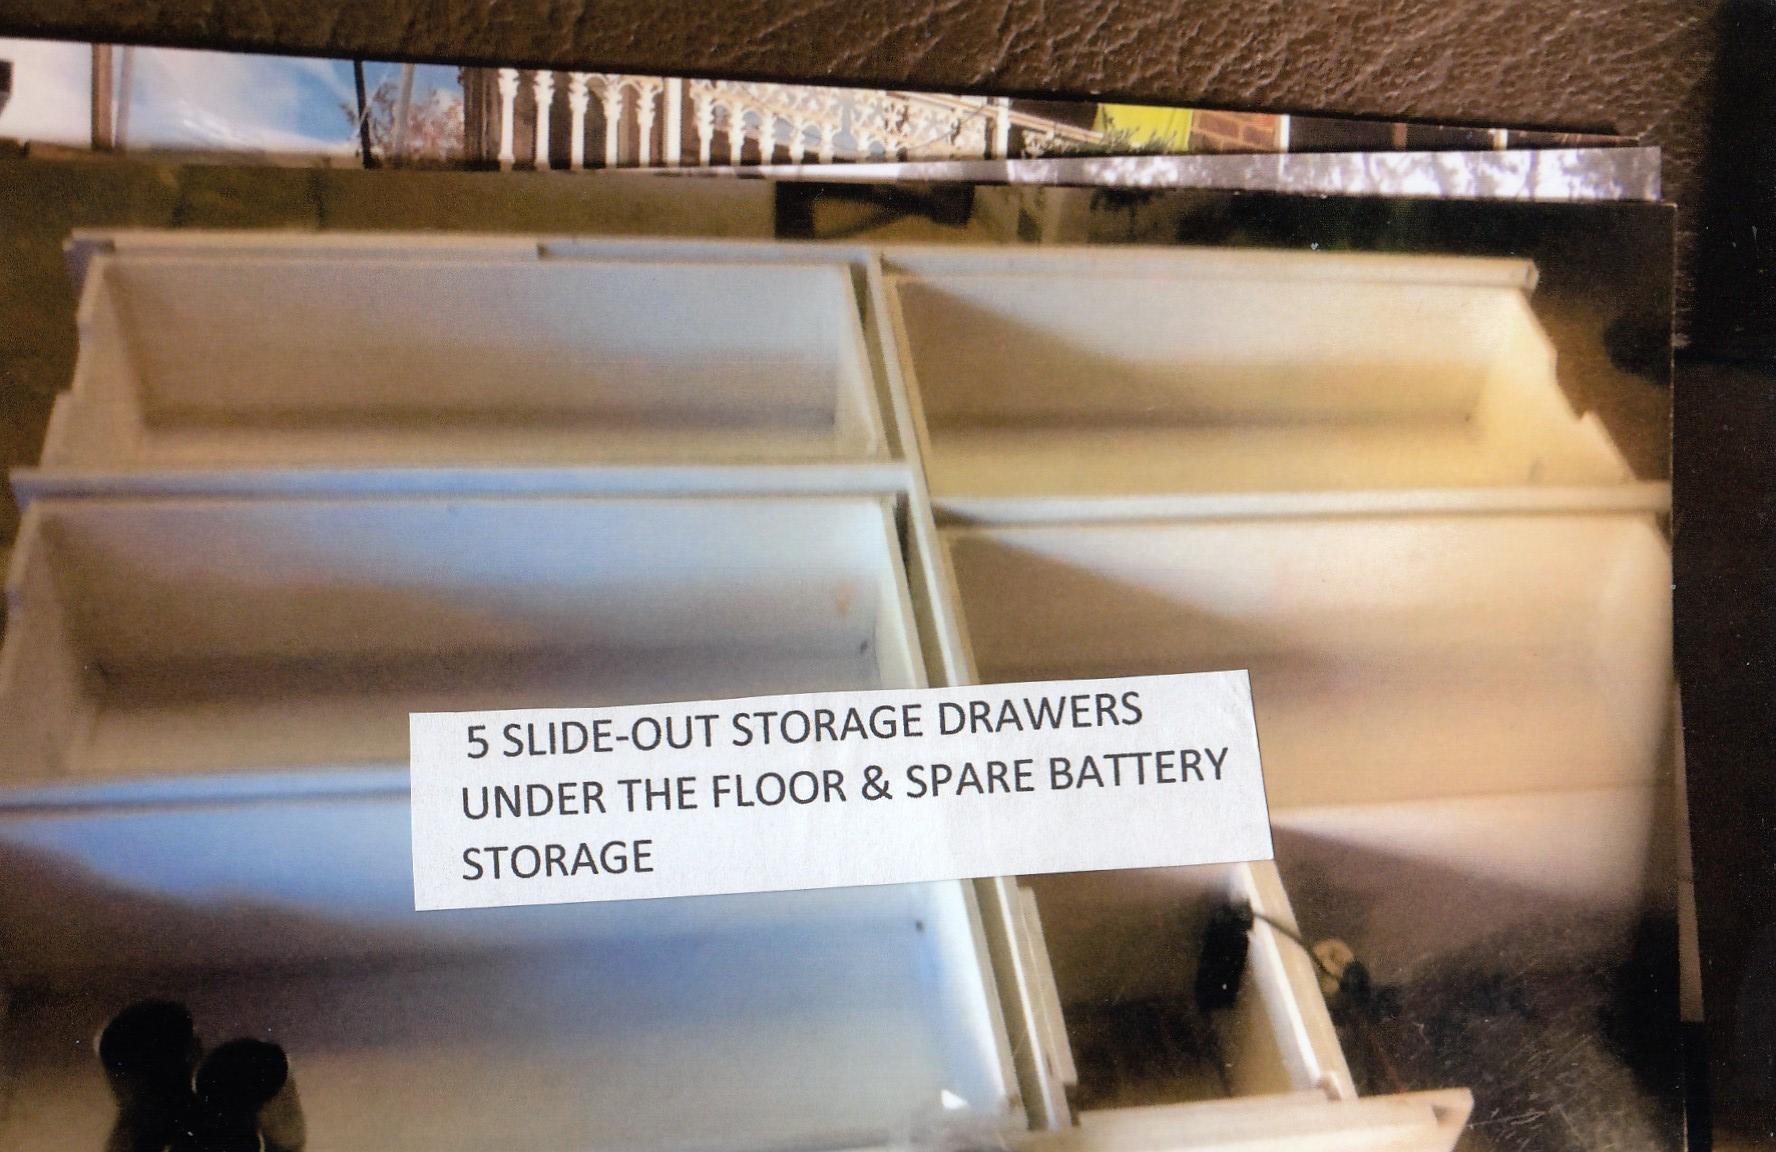 5 SLIDE-OUT STORAGE DRAWERS
UNDER THE FLOOR & SPARE BATTERY
STORAGE